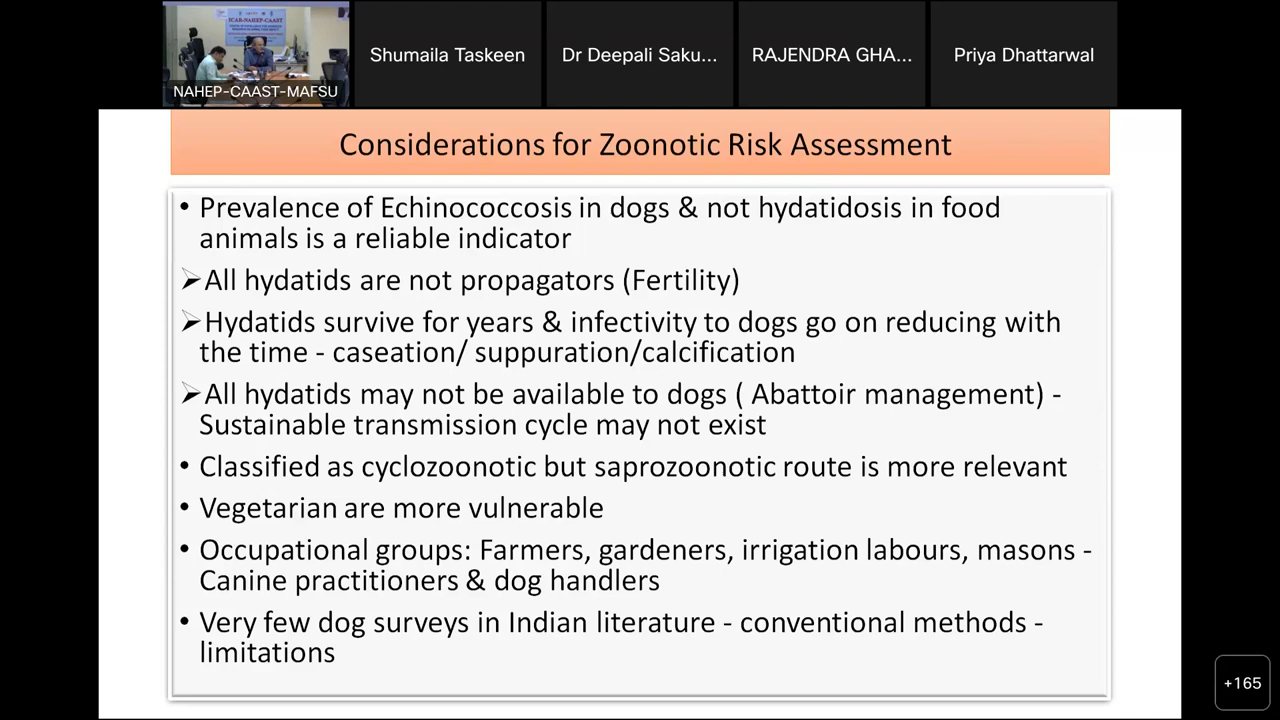 ICAR-NAHEP-CAAST
NAHEP-CAAST-MAFSU
Shumaila Taskeen
Dr Deepali Saku...
RAJENDRA GHA...
Priya Dhattarwal
Considerations for Zoonotic Risk Assessment
• Prevalence of Echinococcosis in dogs & not hydatidosis in food
animals is a reliable indicator
➢All hydatids are not propagators (Fertility)
➢Hydatids survive for years & infectivity to dogs go on reducing with
the time - caseation/ suppuration/calcification
➢All hydatids may not be available to dogs ( Abattoir management) -
Sustainable transmission cycle may not exist
• Classified as cyclozoonotic but saprozoonotic route is more relevant
• Vegetarian are more vulnerable
• Occupational groups: Farmers, gardeners, irrigation labours, masons -
Canine practitioners & dog handlers
• Very few dog surveys in Indian literature - conventional methods -
limitations
+165